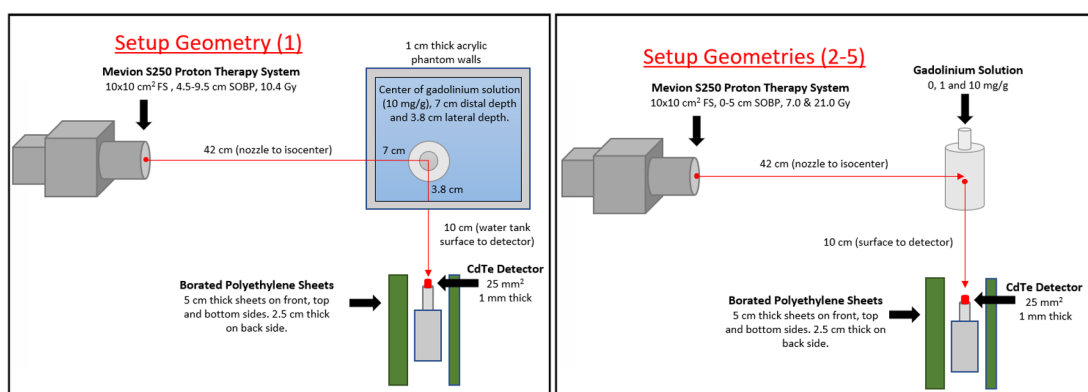 Setup Geometry (1)
Mevion S250 Proton Therapy System
10x10 cm² FS , 4.5-9.5 cm SOBP, 10.4 Gy
1 cm thick acrylic
phantom walls
Center of gadolinium solution
(10 mg/g), 7 cm distal depth
and 3.8 cm lateral depth.
42 cm (nozzle to isocenter)
7 cm
3.8 cm
10 cm (water tank
surface to detector)
CdTe Detector
25 mm²
1 mm thick
Borated Polyethylene Sheets
5 cm thick sheets on front, top
and bottom sides. 2.5 cm thick
on back side.
Setup Geometries (2-5)
Mevion S250 Proton Therapy System
10x10 cm² FS, 0-5 cm SOBP, 7.0 & 21.0 Gy
Gadolinium Solution
0, 1 and 10 mg/g
42 cm (nozzle to isocenter)
10 cm (surface to detector)
CdTe Detector
25 mm²
1 mm thick
Borated Polyethylene Sheets
5 cm thick sheets on front, top
and bottom sides. 2.5 cm thick on
back side.